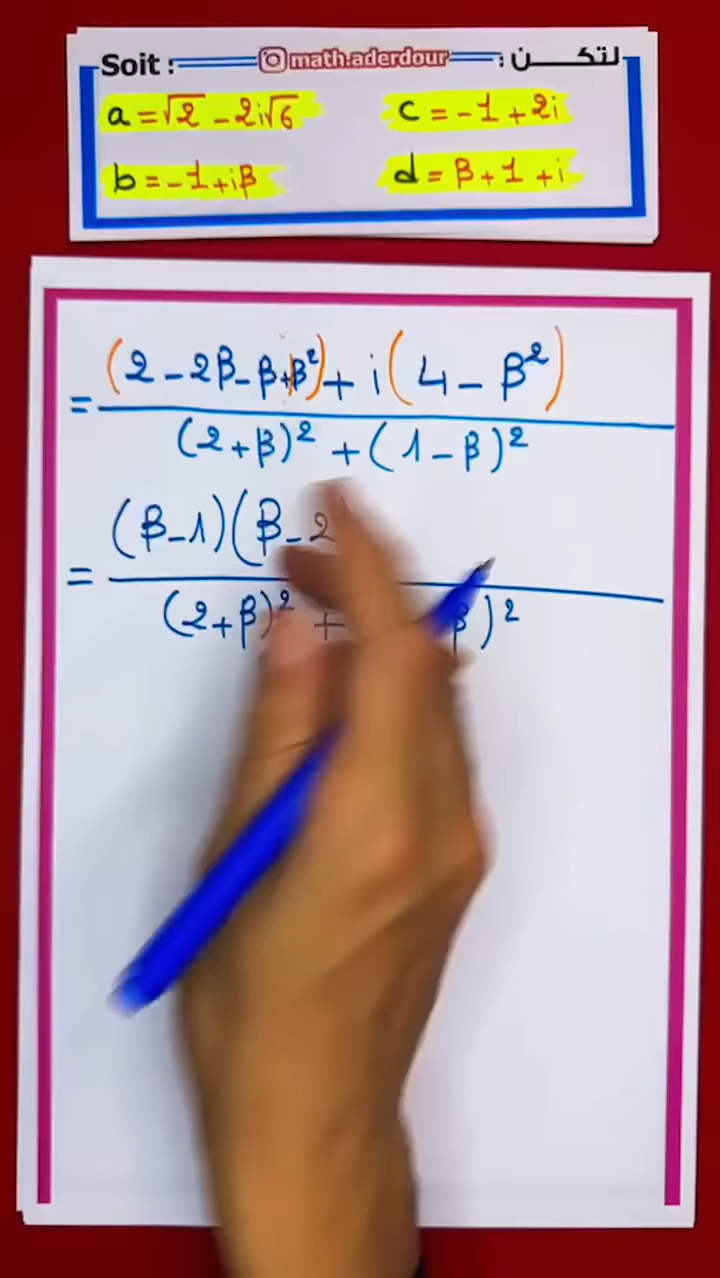 Soit : math.aderdour لتكن :
a = √2 - 2i√6 c = -1 + 2i
b = -1 + iβ d = β + 1 + i
(2 - 2β - β + β²) + i(4 - β²)
= ―――――――――
(2 + β)² + (1 - β)²
(β - 1)(β - 2
= ―――――――――
(2 + β)² + β)²